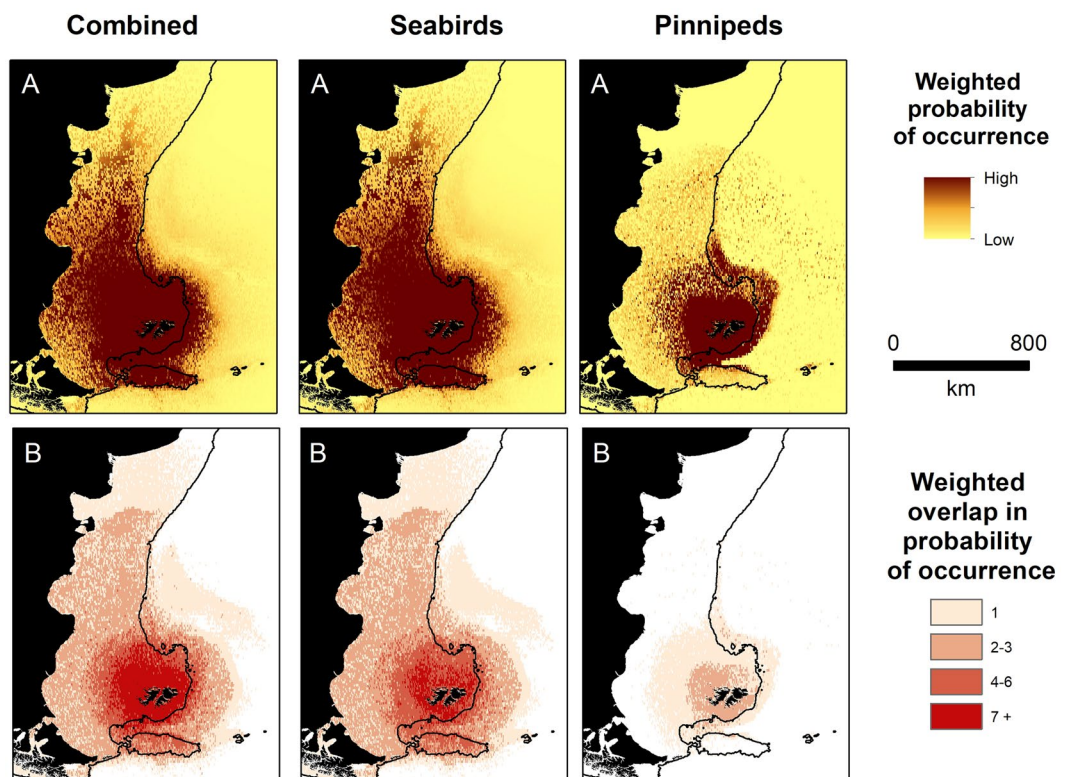 Combined
Seabirds
Pinnipeds
A
A
A
Weighted
probability
of occurrence
High
Low
0
800
km
B
B
B
Weighted
overlap in
probability
of occurrence
1
2-3
4-6
7 +